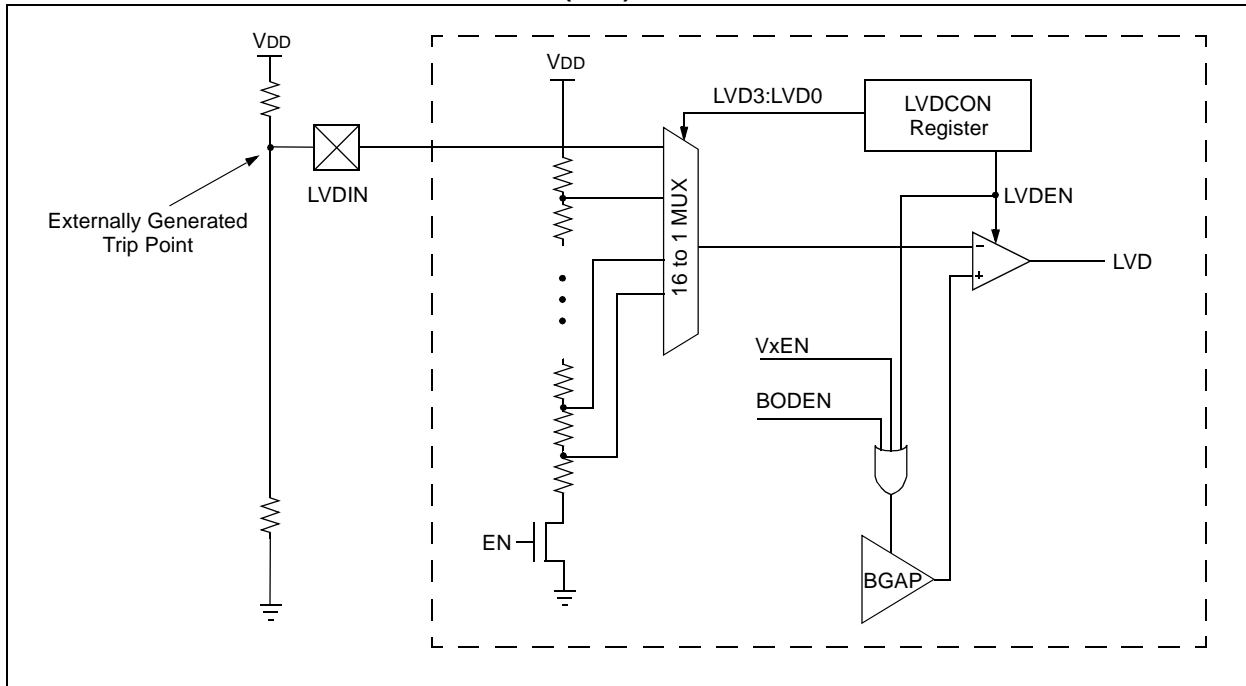 VDD
VDD
LVD3:LVD0
LVDCON
Register
LVDIN
16 to 1 MUX
LVDEN
Externally Generated
Trip Point
–
+
LVD
VxEN
BODEN
EN
BGAP